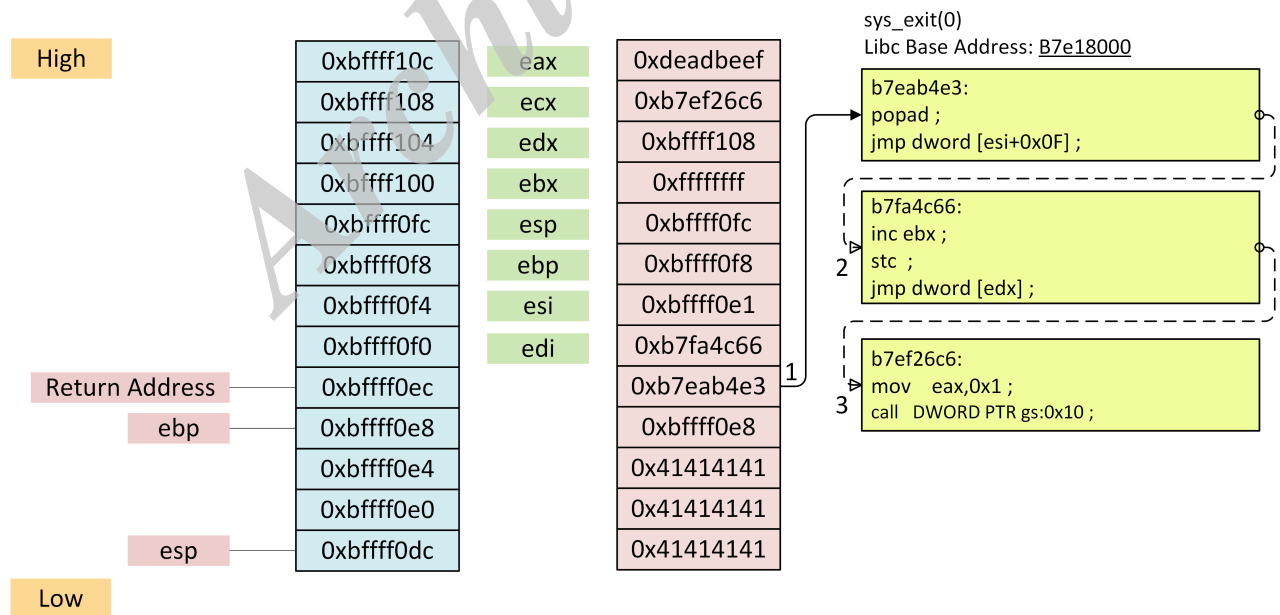 High
Low
0xbffff10c
0xbffff108
0xbffff104
0xbffff100
0xbffff0fc
0xbffff0f8
0xbffff0f4
0xbffff0f0
Return Address
0xbffff0ec
ebp
0xbffff0e8
0xbffff0e4
0xbffff0e0
esp
0xbffff0dc
eax
ecx
edx
ebx
esp
ebp
esi
edi
0xdeadbeef
0xb7ef26c6
0xbffff108
0xffffffff
0xbffff0fc
0xbffff0f8
0xbffff0e1
0xb7fa4c66
0xb7eab4e3
0xbffff0e8
0x41414141
0x41414141
0x41414141
sys_exit(0)
Libc Base Address: B7e18000
1
b7eab4e3:
popad ;
jmp dword [esi+0x0F] ;
2
b7fa4c66:
inc ebx ;
stc ;
jmp dword [edx] ;
3
b7ef26c6:
mov eax,0x1 ;
call DWORD PTR gs:0x10 ;
Arch